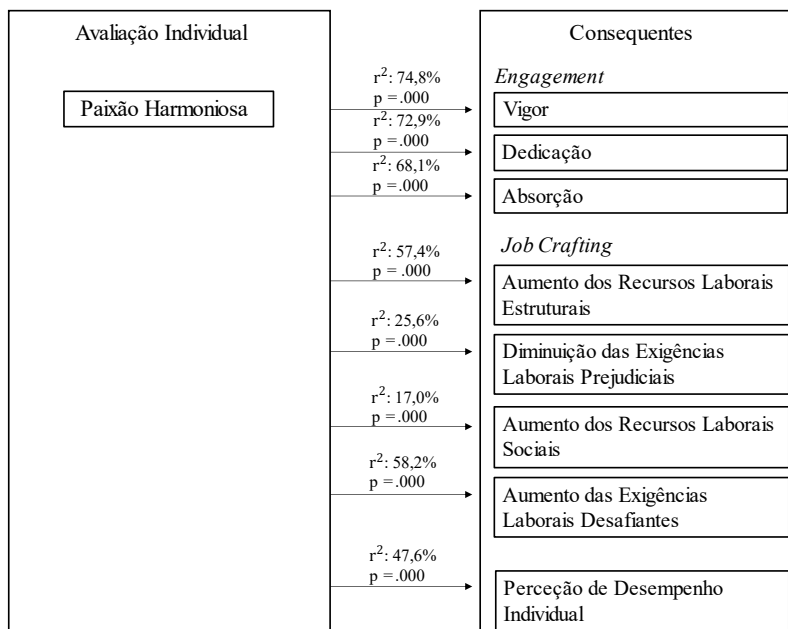 Avaliação Individual
Paixão Harmoniosa
Consequentes
Engagement
r²: 74,8%
p =.000
Vigor
r²: 72,9%
p =.000
Dedicação
r²: 68,1%
p =.000
Absorção
Job Crafting
r²: 57,4%
p =.000
Aumento dos Recursos Laborais
Estruturais
r²: 25,6%
p =.000
Diminuição das Exigências
Laborais Prejudiciais
r²: 17,0%
p =.000
Aumento dos Recursos Laborais
Sociais
r²: 58,2%
p =.000
Aumento das Exigências
Laborais Desafiantes
r²: 47,6%
p =.000
Perceção de Desempenho
Individual